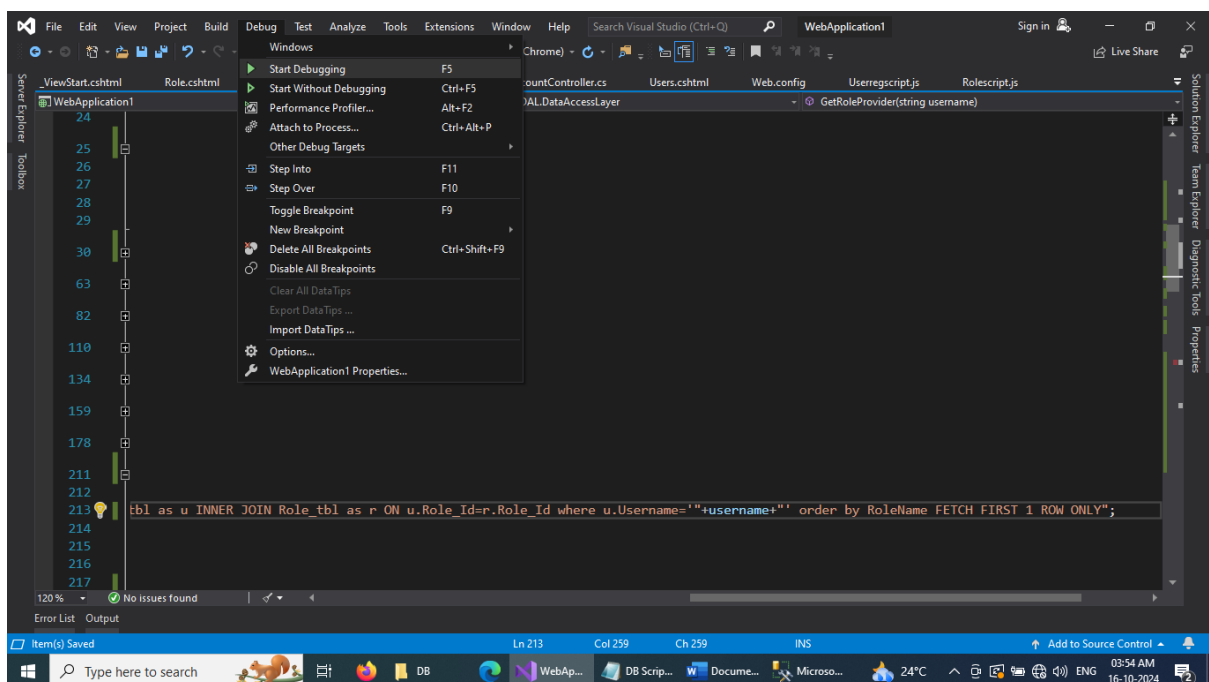 File Edit View Project Build Debug Test Analyze Tools Extensions Window Help Search Visual Studio (Ctrl+Q) WebApplication1 Sign in
Chrome) Live Share
_ViewStart.cshtml Role.cshtml ountController.cs Users.cshtml Web.config Userregscript.js Rolescript.js
WebApplication1 DAL.DataAccessLayer GetRoleProvider(string username)
Windows
Start Debugging F5
Start Without Debugging Ctrl+F5
Performance Profiler... Alt+F2
Attach to Process... Ctrl+Alt+P
Other Debug Targets
Step Into F11
Step Over F10
Toggle Breakpoint F9
New Breakpoint
Delete All Breakpoints Ctrl+Shift+F9
Disable All Breakpoints
Clear All DataTips
Export DataTips ...
Import DataTips ...
Options...
WebApplication1 Properties...
Server Explorer
Toolbox
Solution Explorer
Team Explorer
Diagnostic Tools
Properties
24
25
26
27
28
29
30
63
82
110
134
159
178
211
212
213 tbl as u INNER JOIN Role_tbl as r ON u.Role_Id=r.Role_Id where u.Username='"+username+"' order by RoleName FETCH FIRST 1 ROW ONLY";
214
215
216
217
120 % No issues found
Error List Output
Item(s) Saved Ln 213 Col 259 Ch 259 INS Add to Source Control
Type here to search DB WebAp... DB Scrip... Docume... Microso... 24°C ENG 03:54 AM
16-10-2024
2